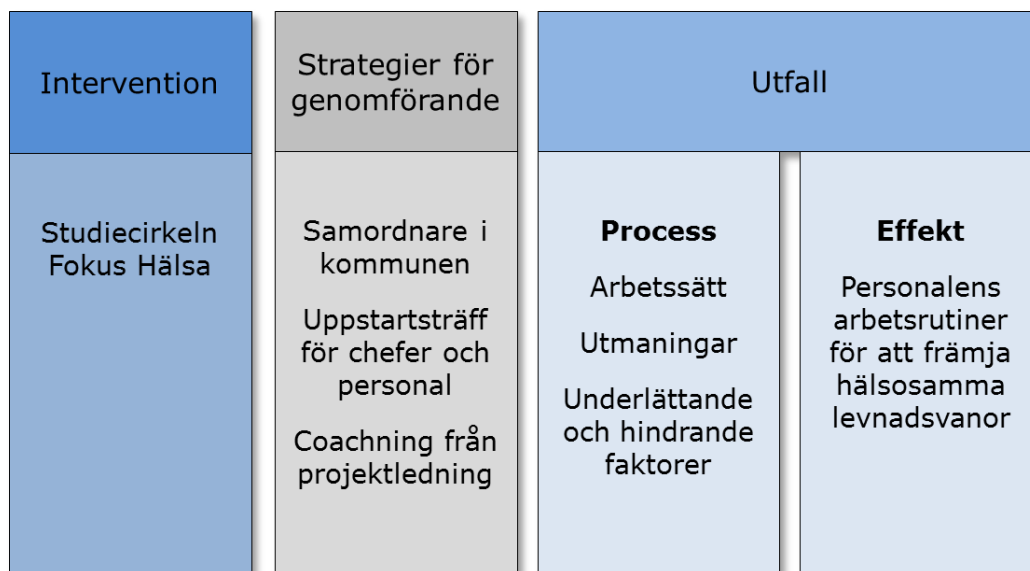 Intervention
Studiecirkeln
Fokus Hälsa
Strategier för
genomförande
Samordnare i
kommunen
Uppstartsträff
för chefer och
personal
Coachning från
projektledning
Utfall
Process
Arbetssätt
Utmaningar
Underlättande
och hindrande
faktorer
Effekt
Personalens
arbetsrutiner
för att främja
hälsosamma
levnadsvanor